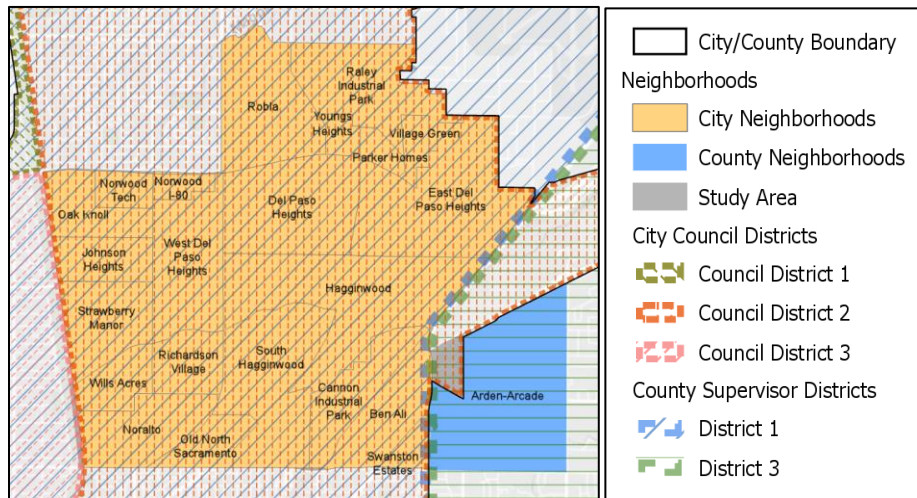 Raley
Industrial
Park
Robla
Youngs
Heights
Village Green
Parker Homes
Norwood
Tech
Norwood
I-80
Oak Knoll
Del Paso
Heights
East Del
Paso Heights
Johnson
Heights
West Del
Paso
Heights
Hagginwood
Strawberry
Manor
Richardson
Village
South
Hagginwood
Wills Acres
Cannon
Industrial
Park
Ben Ali
Arden-Arcade
Noralto
Old North
Sacramento
Swanston
Estates
City/County Boundary
Neighborhoods
City Neighborhoods
County Neighborhoods
Study Area
City Council Districts
Council District 1
Council District 2
Council District 3
County Supervisor Districts
District 1
District 3